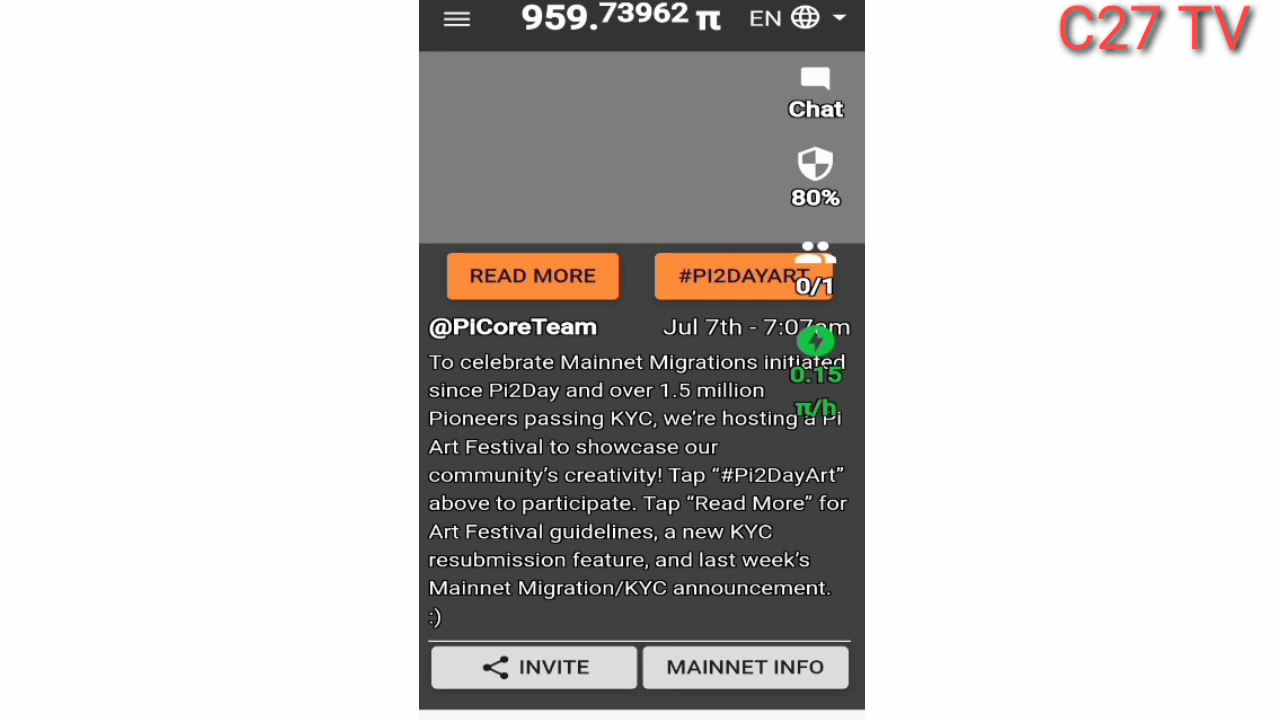 C27 TV
959.73962 π EN
Chat
80%
READ MORE #PI2DAYART
0/1
@PiCoreTeam Jul 7th - 7:07am
0.15
π/h
To celebrate Mainnet Migrations initiated
since Pi2Day and over 1.5 million
Pioneers passing KYC, we’re hosting a Pi
Art Festival to showcase our
community’s creativity! Tap “#Pi2DayArt”
above to participate. Tap “Read More” for
Art Festival guidelines, a new KYC
resubmission feature, and last week’s
Mainnet Migration/KYC announcement.
:)
INVITE MAINNET INFO